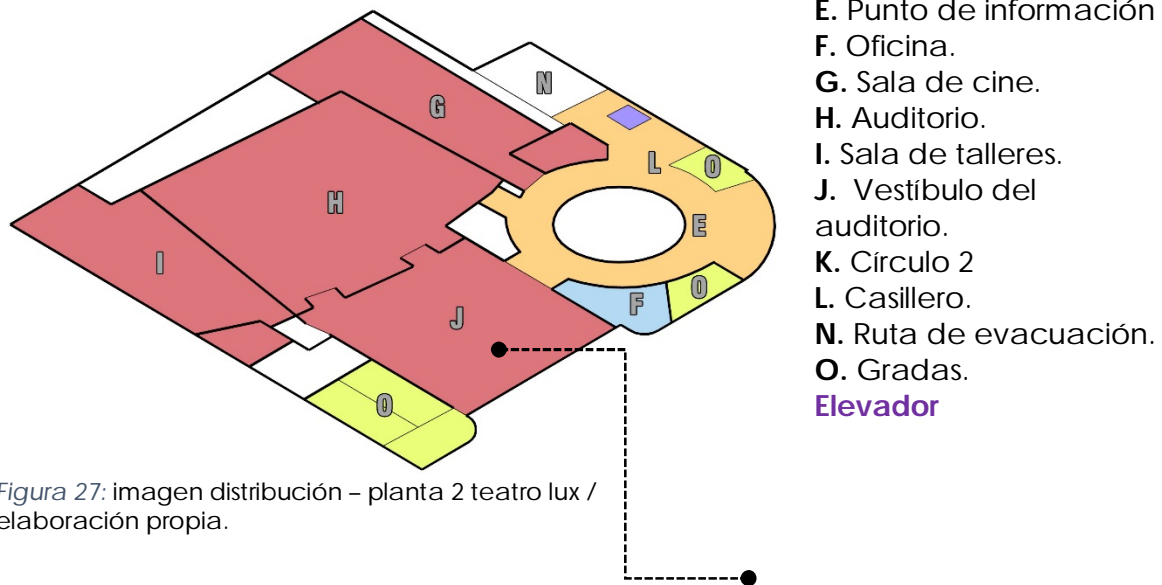 E. Punto de información
F. Oficina.
G. Sala de cine.
H. Auditorio.
I. Sala de talleres.
J. Vestíbulo del
auditorio.
K. Círculo 2
L. Casillero.
N. Ruta de evacuación.
O. Gradas.
Elevador
N
G
L
O
H
E
I
F
O
J
O
Figura 27: imagen distribución – planta 2 teatro lux /
elaboración propia.